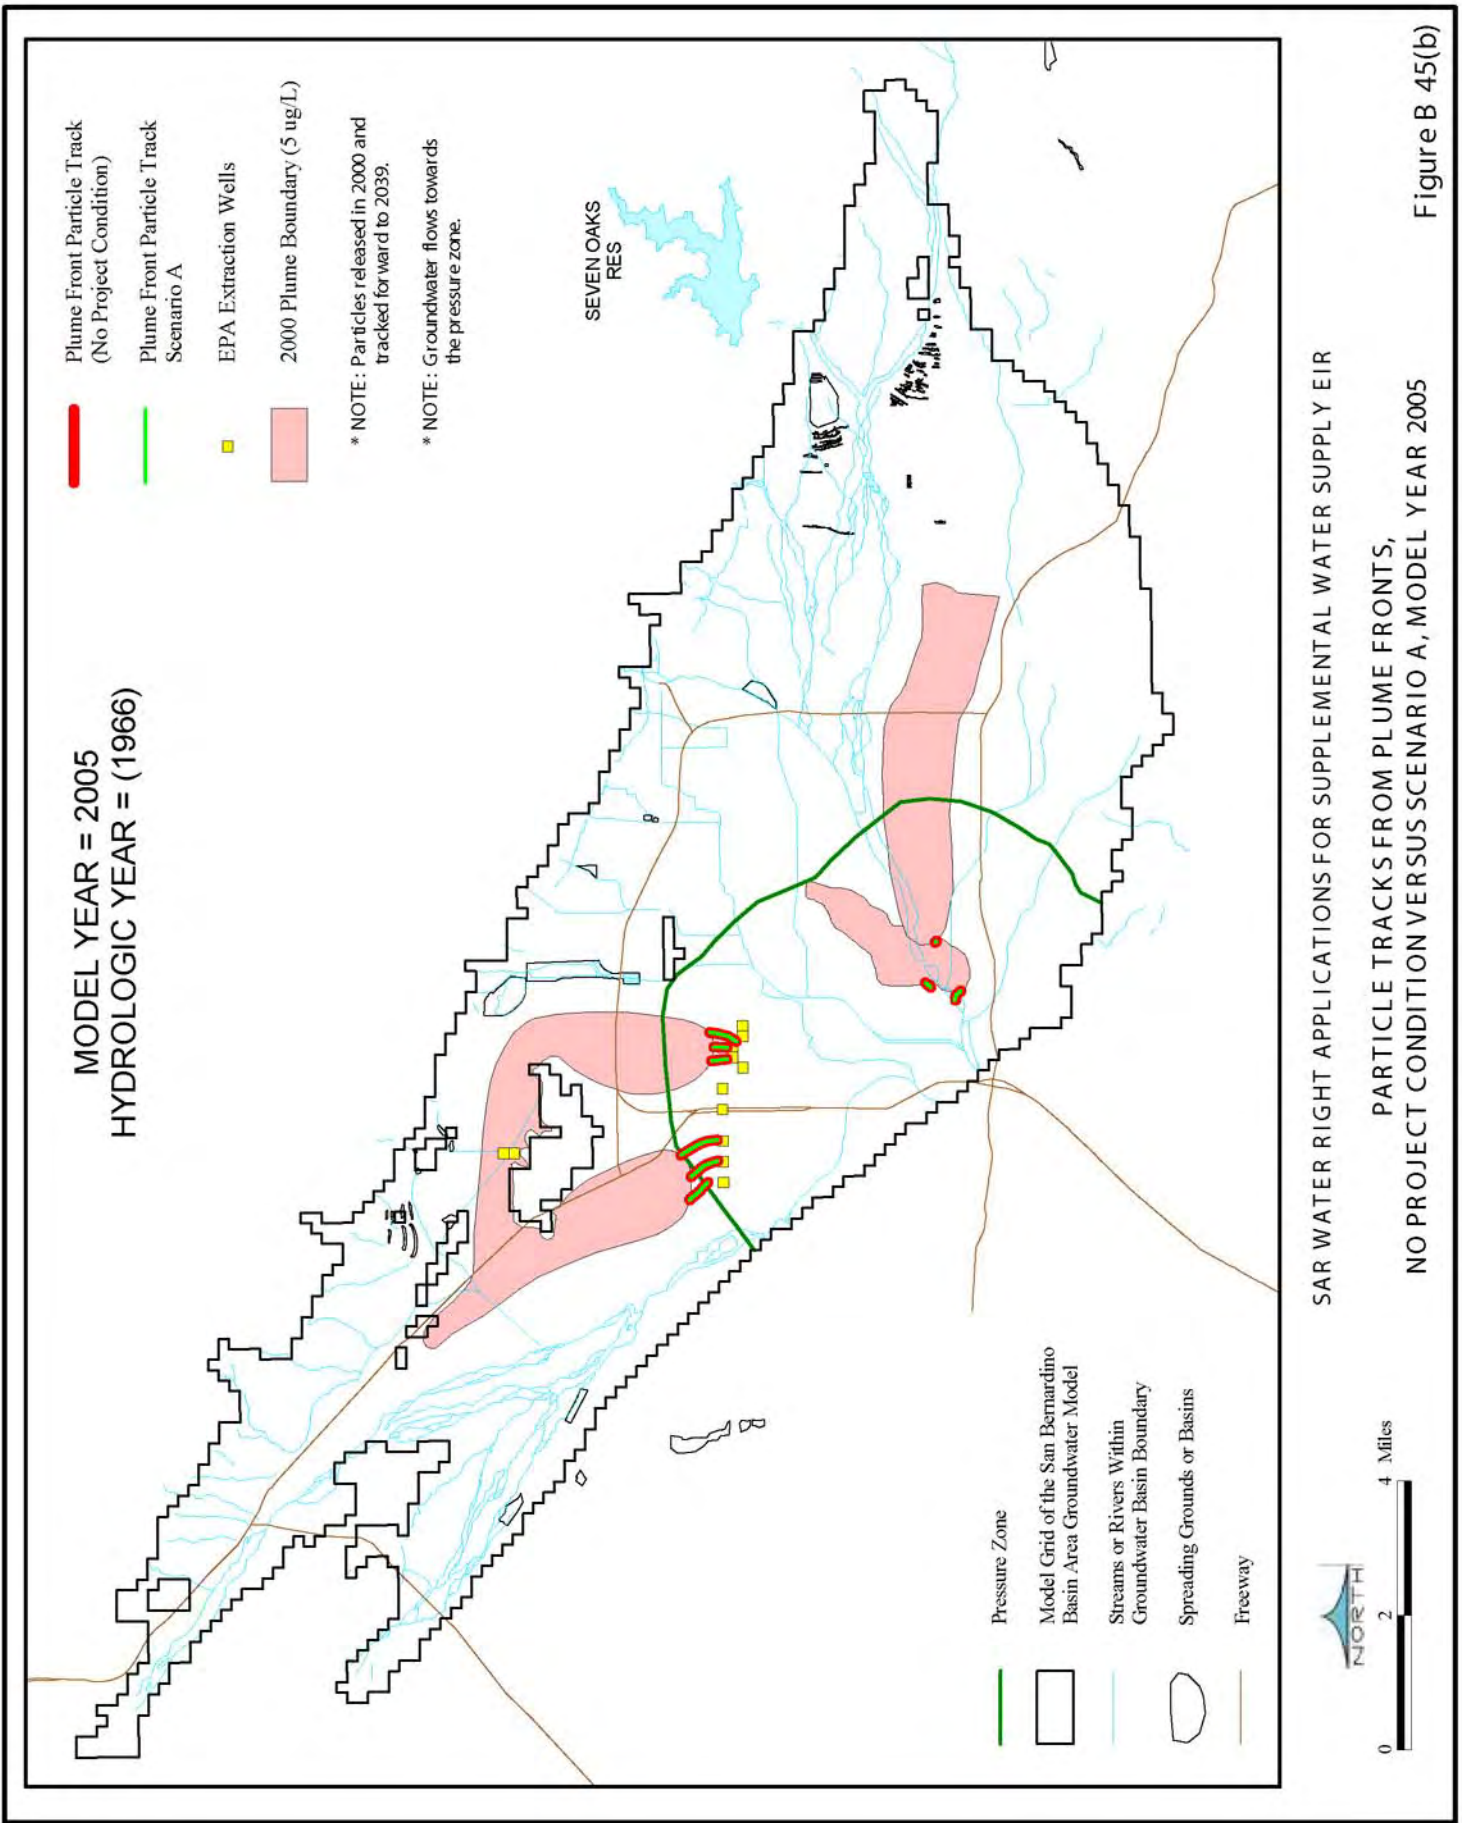 MODEL YEAR = 2005
HYDROLOGIC YEAR = (1966)
Plume Front Particle Track
(No Project Condition)
Plume Front Particle Track
Scenario A
EPA Extraction Wells
2000 Plume Boundary (5 ug/L)
* NOTE: Particles released in 2000 and
tracked forward to 2039.
* NOTE: Groundwater flows towards
the pressure zone.
SEVEN OAKS
RES
Pressure Zone
Model Grid of the San Bernardino
Basin Area Groundwater Model
Streams or Rivers Within
Groundwater Basin Boundary
Spreading Grounds or Basins
Freeway
NORTH
0 2 4 Miles
SAR WATER RIGHT APPLICATIONS FOR SUPPLEMENTAL WATER SUPPLY EIR
PARTICLE TRACKS FROM PLUME FRONTS,
NO PROJECT CONDITION VERSUS SCENARIO A, MODEL YEAR 2005
Figure B 45(b)